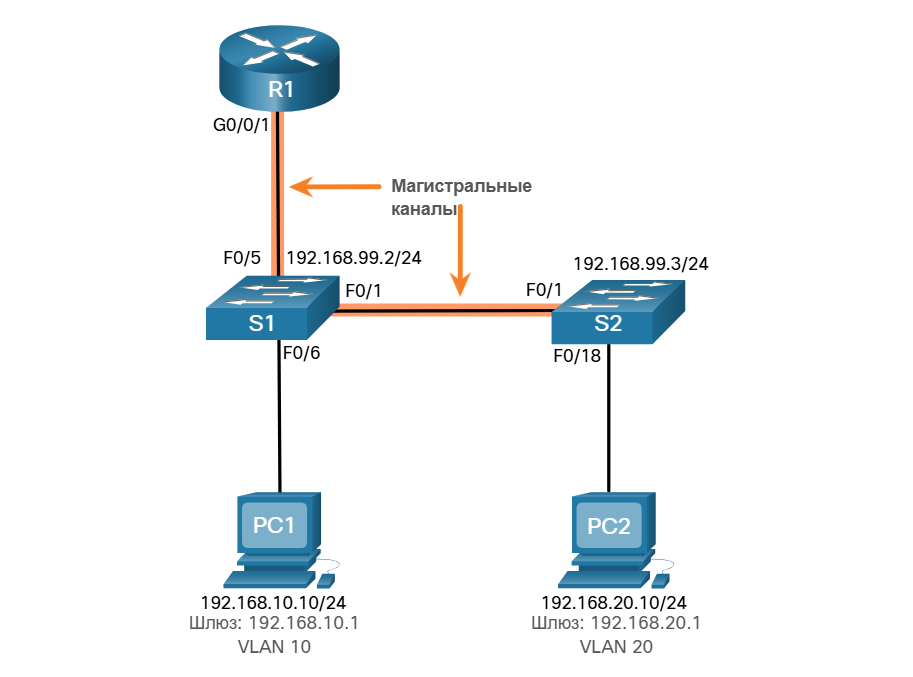 R1
G0/0/1
Магистральные
каналы
F0/5
192.168.99.2/24
192.168.99.3/24
F0/1
F0/1
S1
S2
F0/6
F0/18
PC1
PC2
192.168.10.10/24
Шлюз: 192.168.10.1
VLAN 10
192.168.20.10/24
Шлюз: 192.168.20.1
VLAN 20